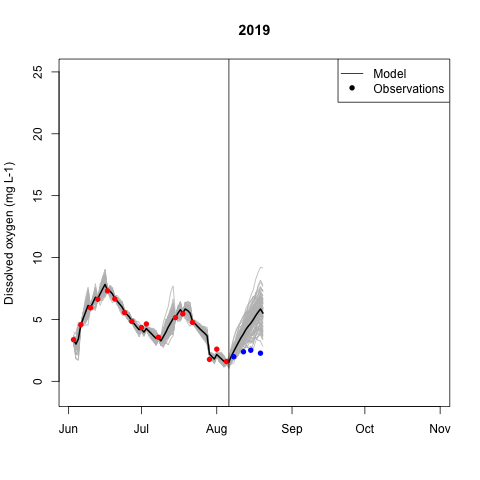 2019
Model
Observations
Dissolved oxygen (mg L-1)
25
20
15
10
5
0
Jun Jul Aug Sep Oct Nov